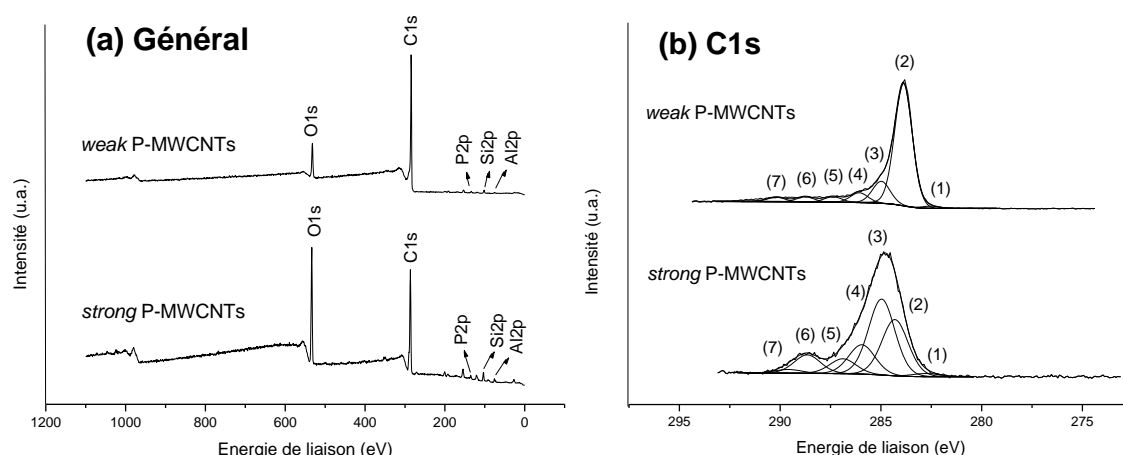 (a) Général
C1s
O1s
weak P-MWCNTs
P2p
Si2p
Al2p
O1s
C1s
strong P-MWCNTs
P2p
Si2p
Al2p
Intensité (u.a.)
1200 1000 800 600 400 200 0
Energie de liaison (eV)
(b) C1s
(2)
weak P-MWCNTs
(3)
(7) (6) (5) (4) (1)
(3)
strong P-MWCNTs
(4)
(2)
(7) (6) (5) (1)
Intensité (u.a.)
295 290 285 280 275
Energie de liaison (eV)